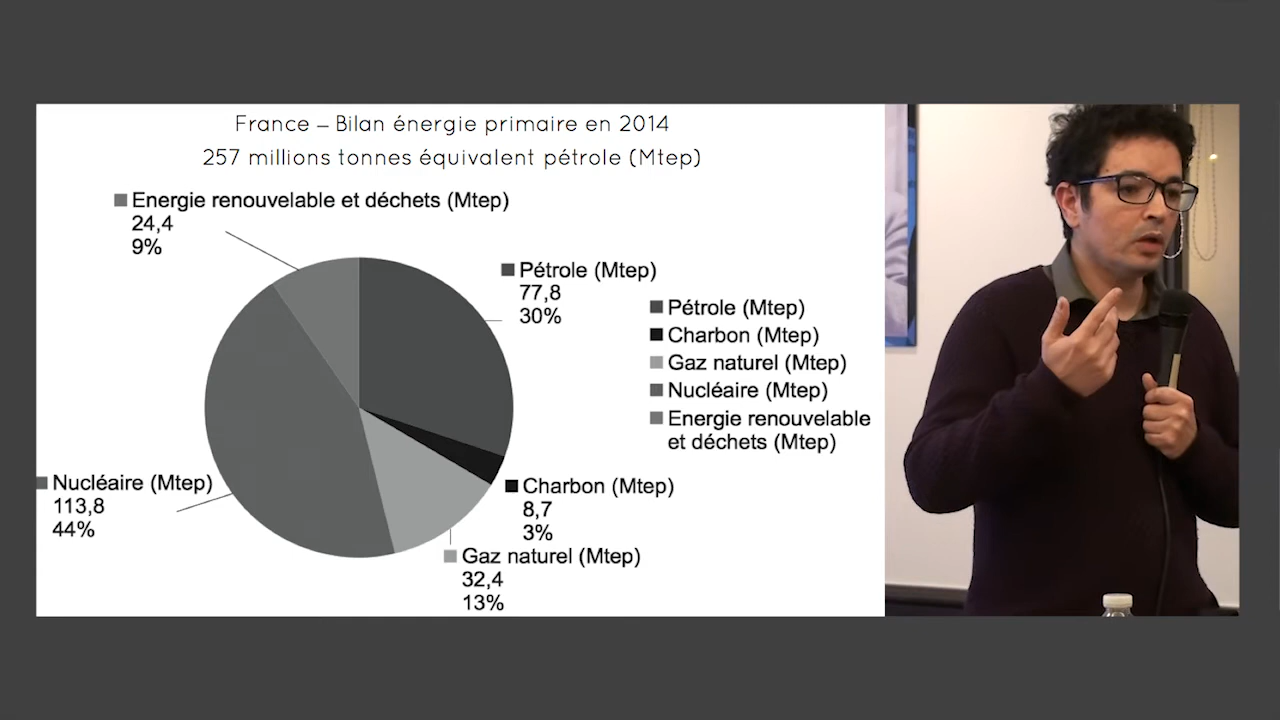 France – Bilan énergie primaire en 2014
257 millions tonnes équivalent pétrole (Mtep)
Energie renouvelable et déchets (Mtep)
24,4
9%
Pétrole (Mtep)
77,8
30%
Pétrole (Mtep)
Charbon (Mtep)
Gaz naturel (Mtep)
Nucléaire (Mtep)
Energie renouvelable
et déchets (Mtep)
Nucléaire (Mtep)
113,8
44%
Charbon (Mtep)
8,7
3%
Gaz naturel (Mtep)
32,4
13%